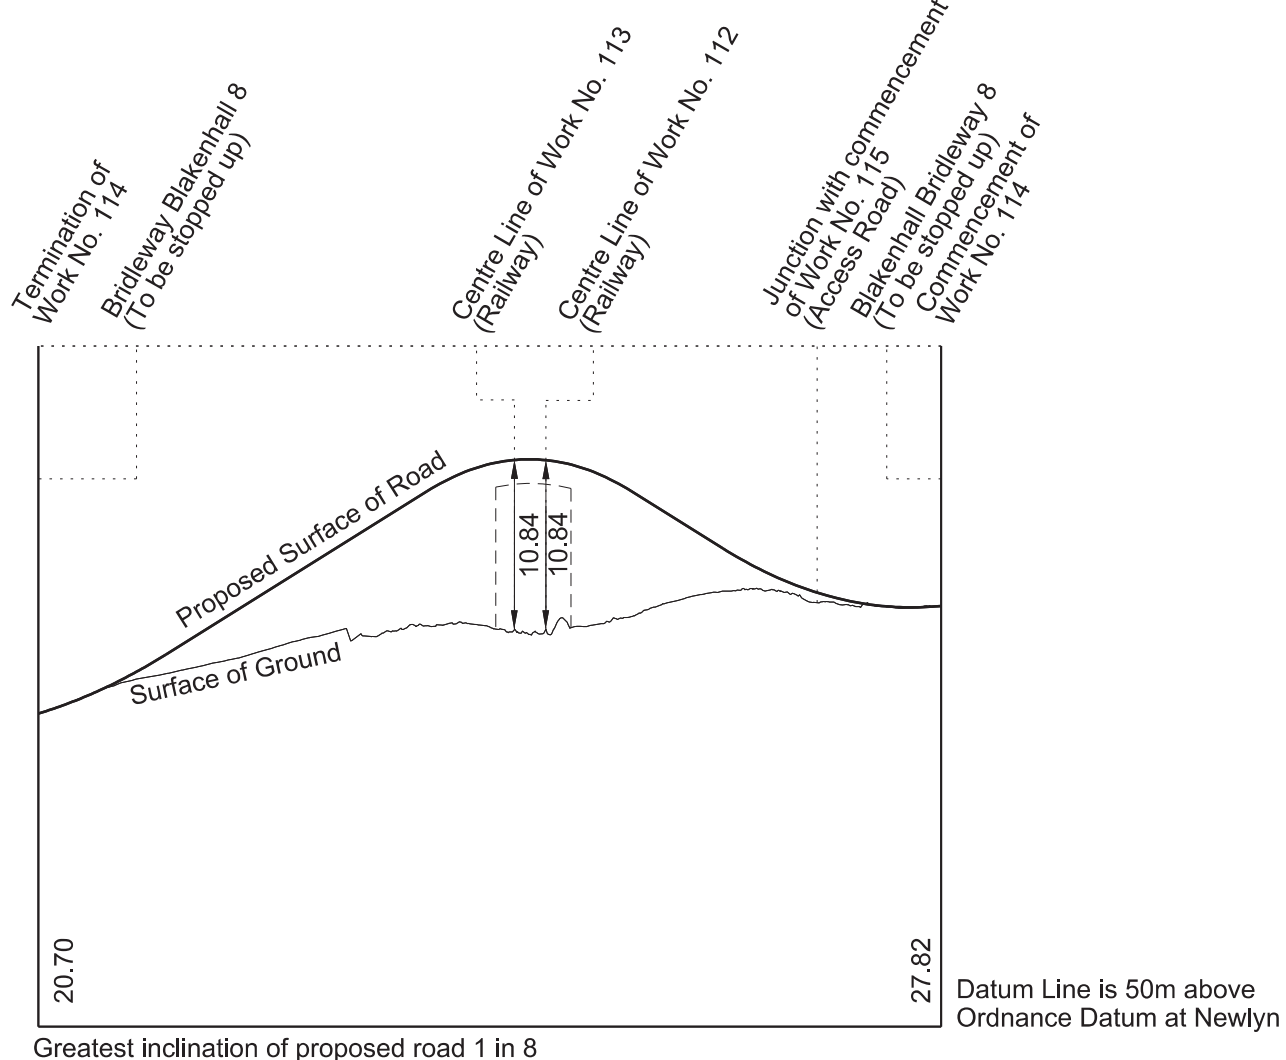 Termination of
Work No. 114
Bridleway Blakenhall 8
(To be stopped up)
Centre Line of Work No. 113
(Railway)
Centre Line of Work No. 112
(Railway)
Junction with commencement
of Work No. 115
(Access Road)
Blakenhall Bridleway 8
(To be stopped up)
Commencement of
Work No. 114
Proposed Surface of Road
10.84
10.84
Surface of Ground
20.70
27.82
Datum Line is 50m above
Ordnance Datum at Newlyn
Greatest inclination of proposed road 1 in 8